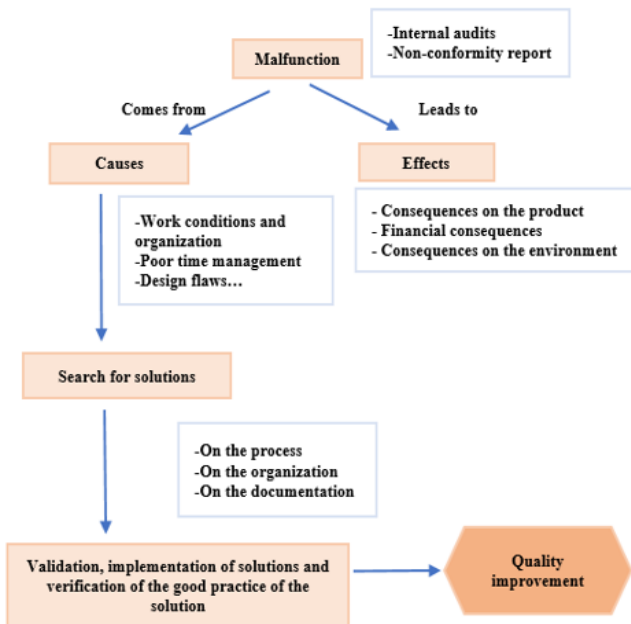 Malfunction
-Internal audits
-Non-conformity report
Comes from
Leads to
Causes
Effects
-Work conditions and
organization
-Poor time management
-Design flaws…
- Consequences on the product
- Financial consequences
- Consequences on the environment
Search for solutions
-On the process
-On the organization
-On the documentation
Validation, implementation of solutions and
verification of the good practice of the
solution
Quality
improvement